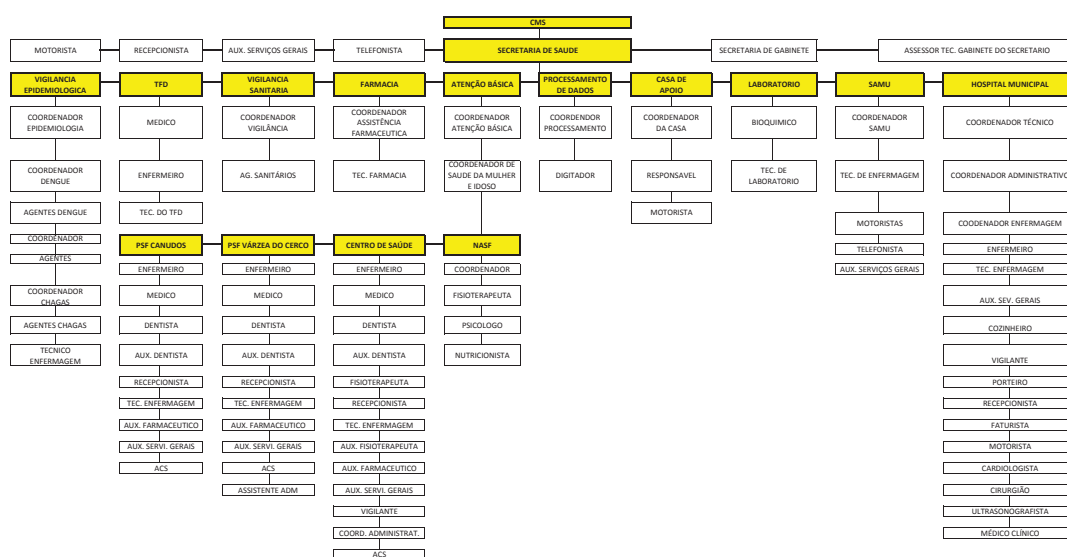 CMS
MOTORISTA
RECEPCIONISTA
AUX. SERVIÇOS GERAIS
TELEFONISTA
SECRETARIA DE SAUDE
SECRETARIA DE GABINETE
ASSESSOR TEC. GABINETE DO SECRETARIO
VIGILANCIA
EPIDEMIOLOGICA
TFD
VIGILANCIA
SANITARIA
FARMACIA
ATENÇÃO BÁSICA
PROCESSAMENTO
DE DADOS
CASA DE
APOIO
LABORATORIO
SAMU
HOSPITAL MUNICIPAL
COORDENADOR
EPIDEMIOLOGIA
MEDICO
COORDENADOR
VIGILÂNCIA
COORDENADOR
ASSISTÊNCIA
FARMACEUTICA
COORDENADOR
ATENÇÃO BÁSICA
COORDENDOR
PROCESSAMENTO
COORDENADOR
DA CASA
BIOQUIMICO
COORDENADOR
SAMU
COORDENADOR TÉCNICO
COORDENADOR
DENGUE
ENFERMEIRO
AG. SANITÁRIOS
TEC. FARMACIA
COORDENADOR DE
SAUDE DA MULHER
E IDOSO
DIGITADOR
RESPONSAVEL
TEC. DE
LABORATORIO
TEC. DE ENFERMAGEM
COORDENADOR ADMINISTRATIVO
AGENTES DENGUE
TEC. DO TFD
MOTORISTA
MOTORISTAS
COODENADOR ENFERMAGEM
COORDENADOR
AGENTES
COORDENADOR
CHAGAS
AGENTES CHAGAS
TECNICO
ENFERMAGEM
PSF CANUDOS
ENFERMEIRO
MEDICO
DENTISTA
AUX. DENTISTA
RECEPCIONISTA
TEC. ENFERMAGEM
AUX. FARMACEUTICO
AUX. SERVI. GERAIS
ACS
PSF VÁRZEA DO CERCO
ENFERMEIRO
MEDICO
DENTISTA
AUX. DENTISTA
RECEPCIONISTA
TEC. ENFERMAGEM
AUX. FARMACEUTICO
AUX. SERVI. GERAIS
ACS
ASSISTENTE ADM
CENTRO DE SAÚDE
ENFERMEIRO
MEDICO
DENTISTA
AUX. DENTISTA
FISIOTERAPEUTA
RECEPCIONISTA
TEC. ENFERMAGEM
AUX. FISIOTERAPEUTA
AUX. FARMACEUTICO
AUX. SERVI. GERAIS
VIGILANTE
COORD. ADMINISTRAT.
ACS
NASF
COORDENADOR
FISIOTERAPEUTA
PSICOLOGO
NUTRICIONISTA
TELEFONISTA
AUX. SERVIÇOS GERAIS
ENFERMEIRO
TEC. ENFERMAGEM
AUX. SEV. GERAIS
COZINHEIRO
VIGILANTE
PORTEIRO
RECEPCIONISTA
FATURISTA
MOTORISTA
CARDIOLOGISTA
CIRURGIÃO
ULTRASONOGRAFISTA
MÉDICO CLÍNICO